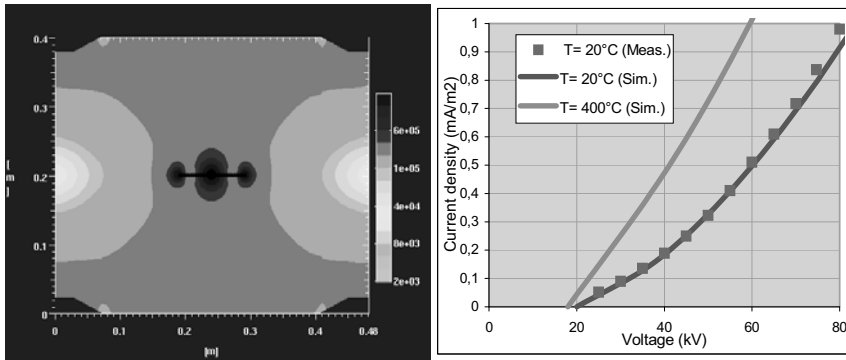 0.4
0.3
0.2
0.1
0
[m]
0
0.1
0.2
0.3
0.48
[m]
6e+05
1e+05
4e+04
8e+03
2e+03
1
0,9
0,8
0,7
0,6
0,5
0,4
0,3
0,2
0,1
0
Current density (mA/m2)
T= 20°C (Meas.)
T= 20°C (Sim.)
T= 400°C (Sim.)
0
20
40
60
80
Voltage (kV)